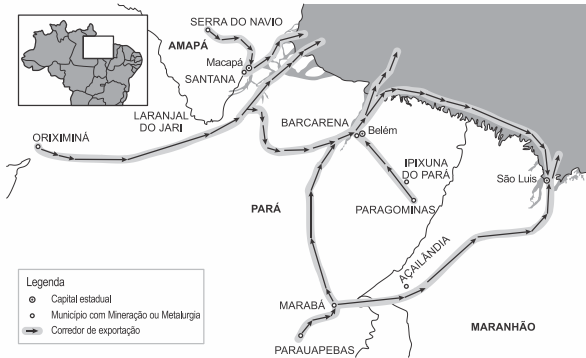 SERRA DO NAVIO
AMAPÁ
Macapá
SANTANA
LARANJAL
DO JARI
ORIXIMINÁ
BARCARENA
Belém
IPIXUNA
DO PARÁ
São Luis
PARÁ
PARAGOMINAS
AÇAILÂNDIA
MARABÁ
MARANHÃO
PARAUAPEBAS
Legenda
Capital estadual
Município com Mineração ou Metalurgia
Corredor de exportação